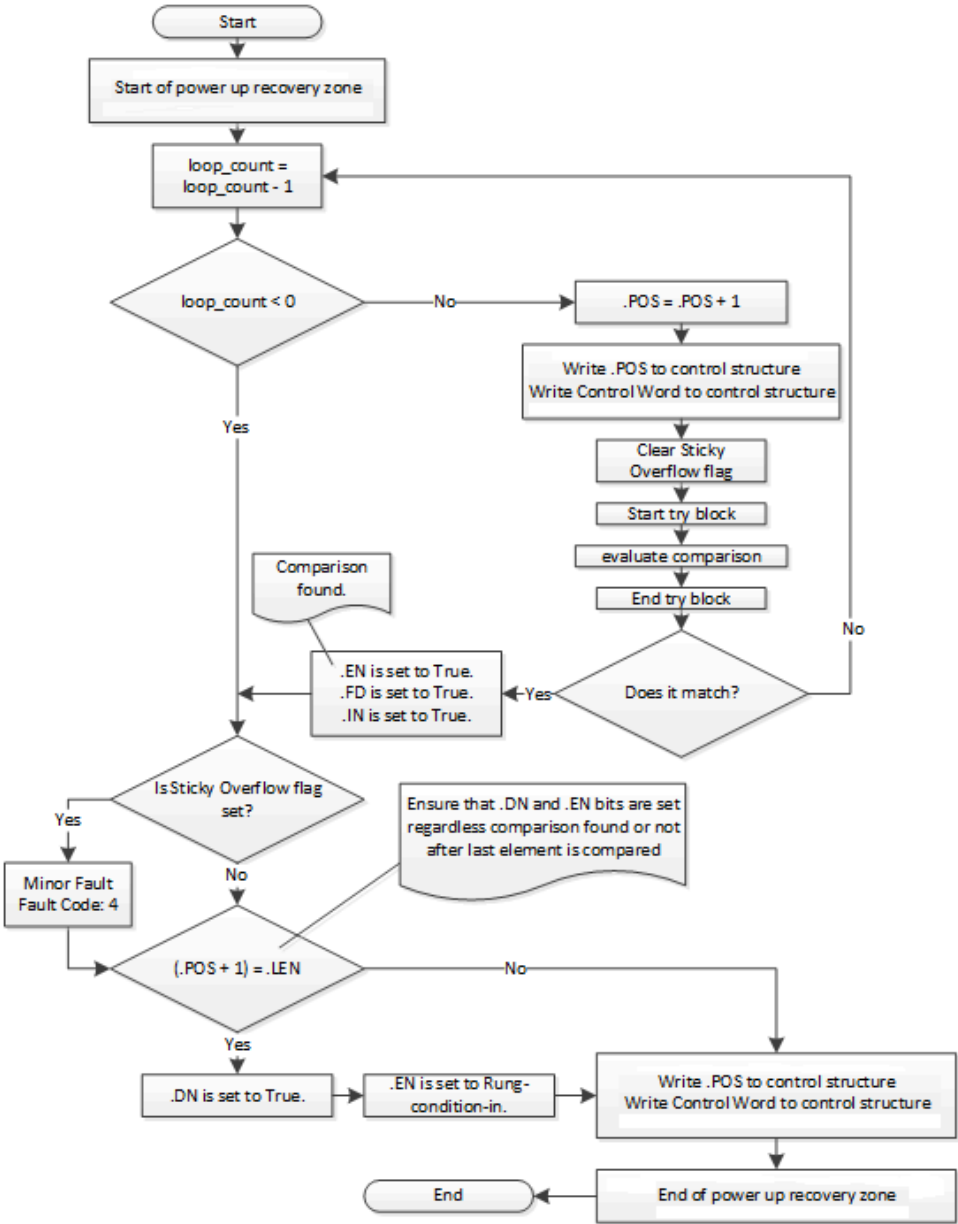 Start
Start of power up recovery zone
loop_count =
loop_count - 1
loop_count < 0
No
.POS = .POS + 1
Write .POS to control structure
Write Control Word to control structure
Yes
Clear Sticky
Overflow flag
Start try block
evaluate comparison
End try block
Comparison
found.
No
.EN is set to True.
.FD is set to True.
.IN is set to True.
Yes
Does it match?
Is Sticky Overflow flag
set?
Yes
Ensure that .DN and .EN bits are set
regardless comparison found or not
after last element is compared
No
Minor Fault
Fault Code: 4
(.POS + 1) = .LEN
No
Yes
.DN is set to True.
.EN is set to Rung-
condition-in.
Write .POS to control structure
Write Control Word to control structure
End
End of power up recovery zone